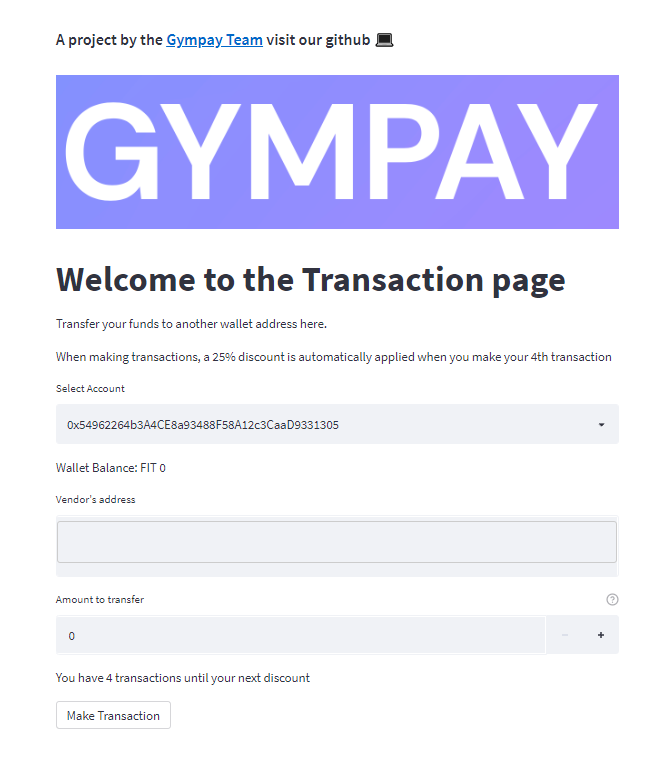 A project by the Gympay Team visit our github 💻
GYMPAY
Welcome to the Transaction page
Transfer your funds to another wallet address here.
When making transactions, a 25% discount is automatically applied when you make your 4th transaction
Select Account
0x54962264b3A4CE8a93488F58A12c3CaaD9331305
Wallet Balance: FIT 0
Vendor's address
Amount to transfer
0
You have 4 transactions until your next discount
Make Transaction